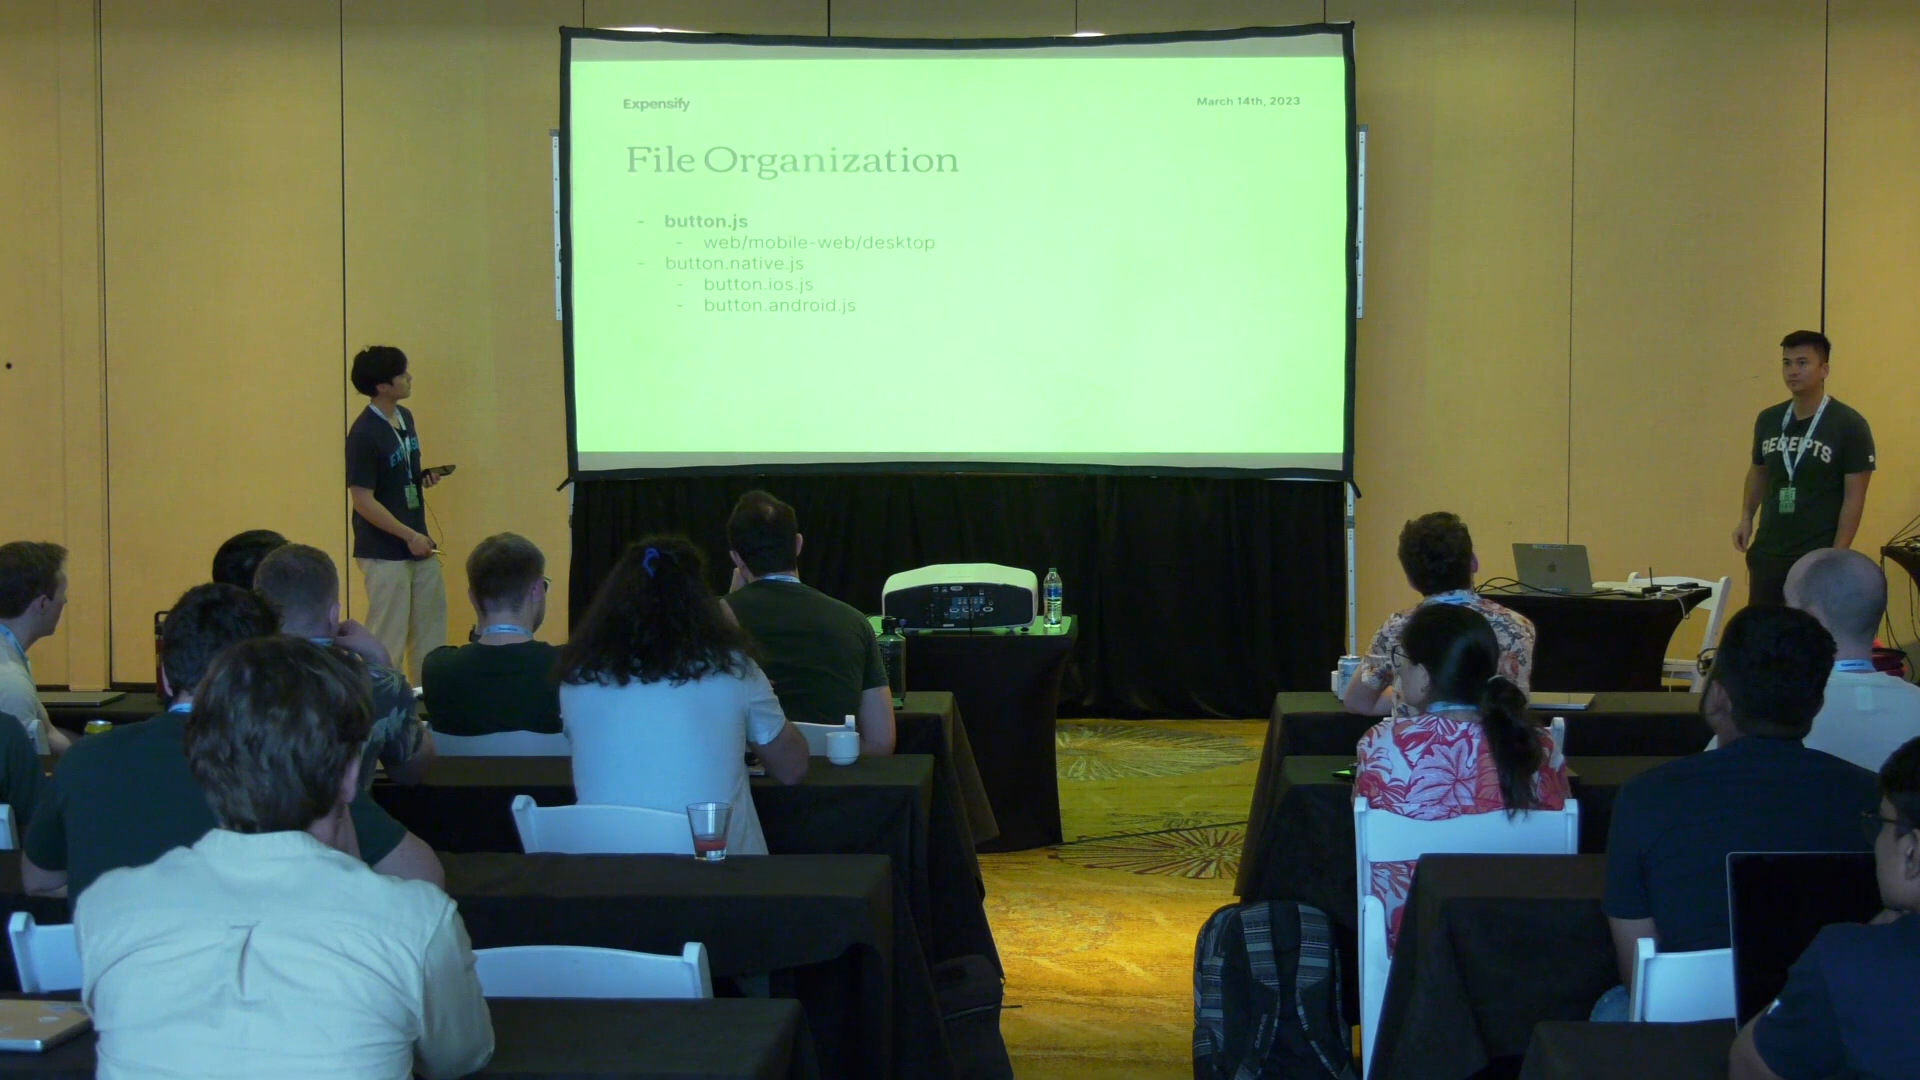 Expensify
March 14th, 2023
File Organization
- button.js
- web/mobile-web/desktop
- button.native.js
- button.ios.js
- button.android.js
RECEIPTS